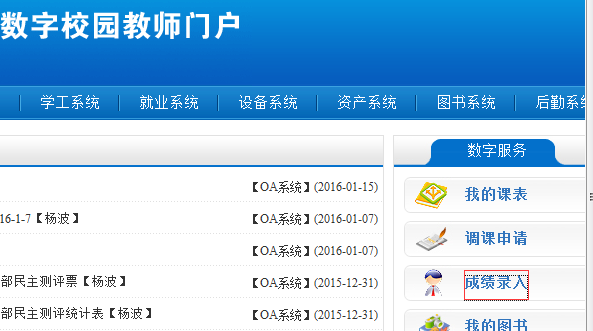 数字校园教师门户
学工系统 就业系统 设备系统 资产系统 图书系统 后勤系统
数字服务
【OA系统】(2016-01-15)
16-1-7【杨波】 【OA系统】(2016-01-07)
【OA系统】(2016-01-07)
部民主测评票【杨波】 【OA系统】(2015-12-31)
部民主测评统计表【杨波】 【OA系统】(2015-12-31)
我的课表
调课申请
成绩录入
我的图书